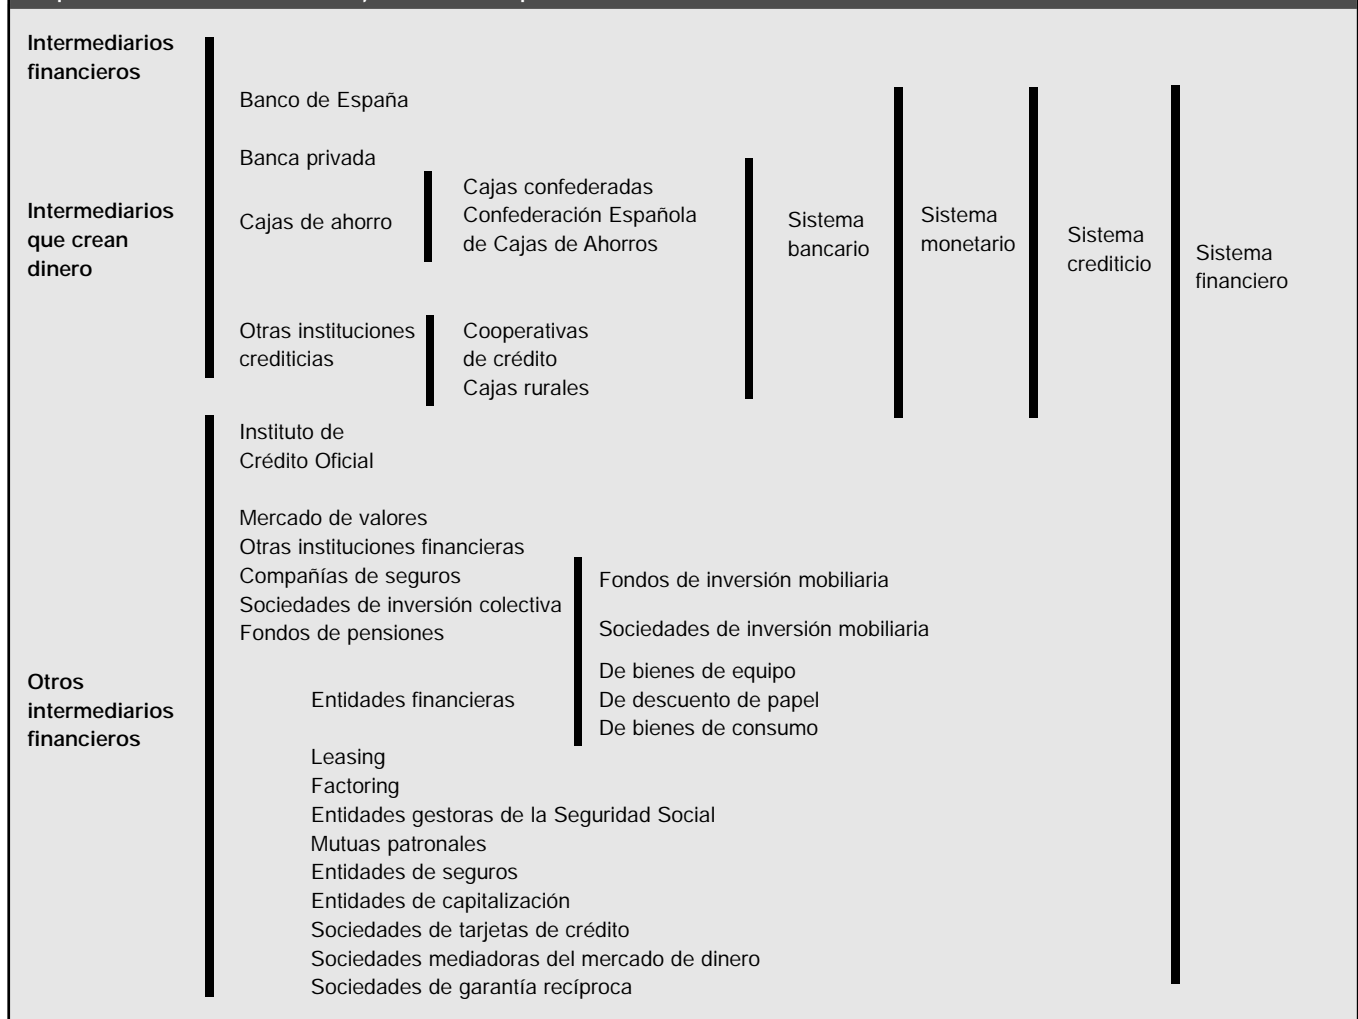 Intermediarios
financieros
Banco de España
Banca privada
Intermediarios
que crean
dinero
Cajas de ahorro
Cajas confederadas
Confederación Española
de Cajas de Ahorros
Otras instituciones
crediticias
Cooperativas
de crédito
Cajas rurales
Sistema
bancario
Sistema
monetario
Sistema
crediticio
Sistema
financiero
Instituto de
Crédito Oficial
Mercado de valores
Otras instituciones financieras
Compañías de seguros
Sociedades de inversión colectiva
Fondos de pensiones
Fondos de inversión mobiliaria
Sociedades de inversión mobiliaria
Otros
intermediarios
financieros
Entidades financieras
De bienes de equipo
De descuento de papel
De bienes de consumo
Leasing
Factoring
Entidades gestoras de la Seguridad Social
Mutuas patronales
Entidades de seguros
Entidades de capitalización
Sociedades de tarjetas de crédito
Sociedades mediadoras del mercado de dinero
Sociedades de garantía recíproca